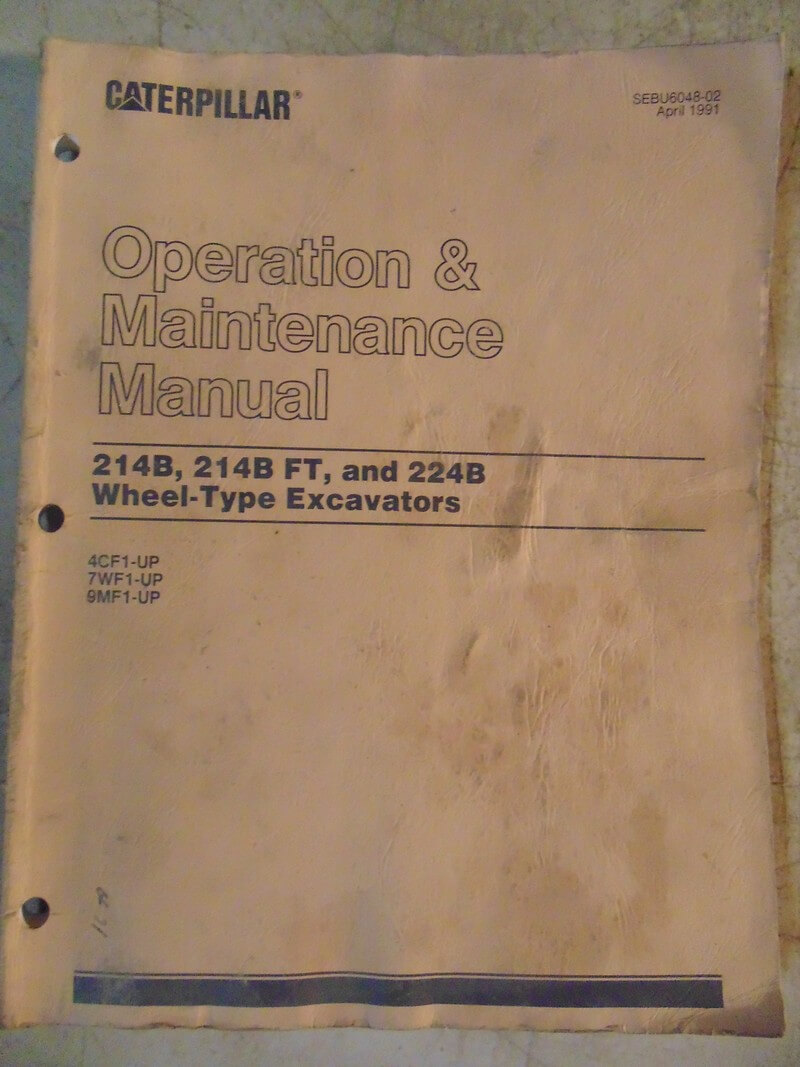 CATERPILLAR®
SEBU6048-02
April 1991
Operation &
Maintenance
Manual
214B, 214B FT, and 224B
Wheel-Type Excavators
4CF1-UP
7WF1-UP
9MF1-UP